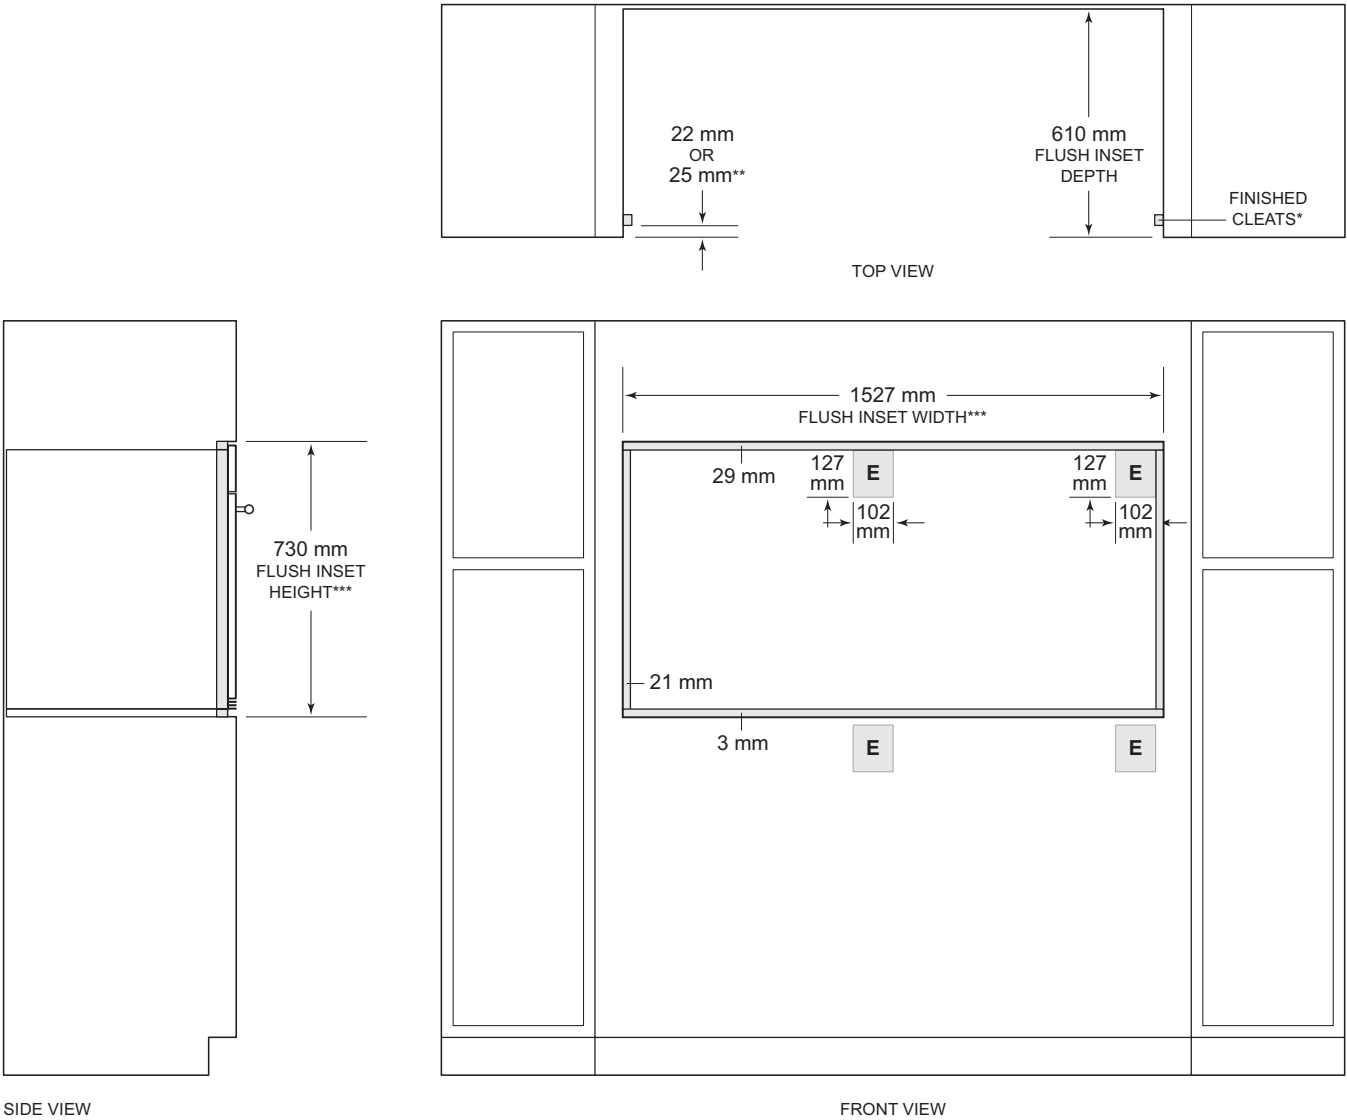 22 mm
OR
25 mm**
610 mm
FLUSH INSET
DEPTH
FINISHED
CLEATS*
TOP VIEW
1527 mm
FLUSH INSET WIDTH***
29 mm
127
mm
E
127
mm
E
102
mm
102
mm
730 mm
FLUSH INSET
HEIGHT***
21 mm
3 mm
E
E
SIDE VIEW
FRONT VIEW